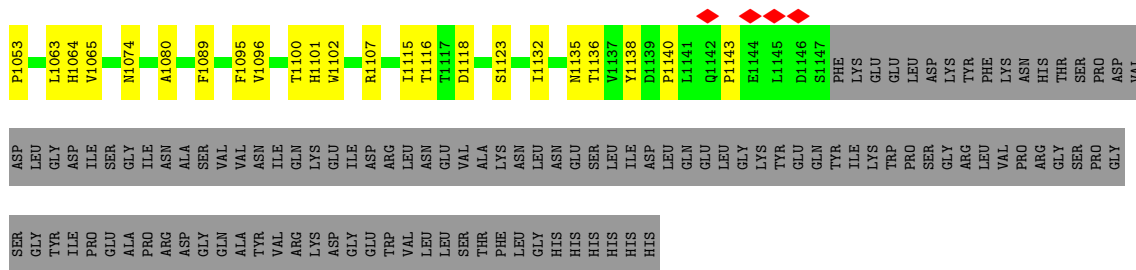 P1053 L1063 H1064 V1065 N1074 A1080 F1089 F1095 V1096 T1100 H1101 W1102 R1107 I1115 T1116 T1117 D1118 S1123 I1132 N1135 T1136 V1137 Y1138 D1139 P1140 L1141 Q1142 P1143 E1144 L1145 D1146 S1147 PHE LYS GLU GLU LEU ASP LYS TYR PHE LYS ASN HIS THR SER PRO ASP VAL
ASP LEU GLY ASP ILE SER GLY ILE ASN ALA SER VAL VAL ASN ILE GLN LYS GLU ILE ASP ARG LEU ASN GLU VAL ALA LYS ASN LEU ASN GLU SER LEU ILE ASP LEU GLN GLU LEU GLY LYS TYR GLU GLN TYR ILE LYS TRP PRO SER GLY ARG LEU VAL PRO ARG GLY SER PRO GLY
SER GLY TYR ILE PRO GLU ALA PRO ARG ASP GLY GLN ALA TYR VAL ARG LYS ASP GLY GLU TRP VAL LEU LEU SER THR PHE LEU GLY HIS HIS HIS HIS HIS HIS